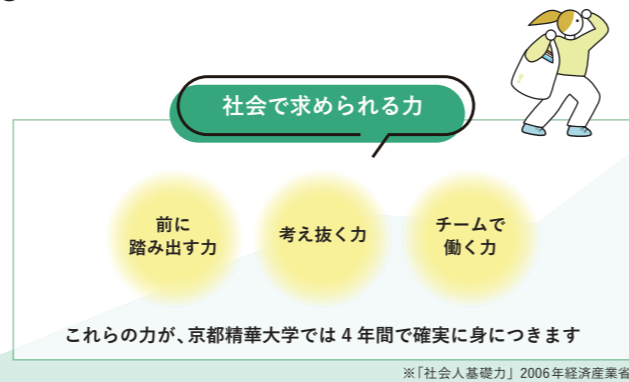 社会で求められる力
前に
踏み出す力
考え抜く力
チームで
働く力
これらの力が、京都精華大学では4年間で確実に身につきます
※「社会人基礎力」2006年経済産業省